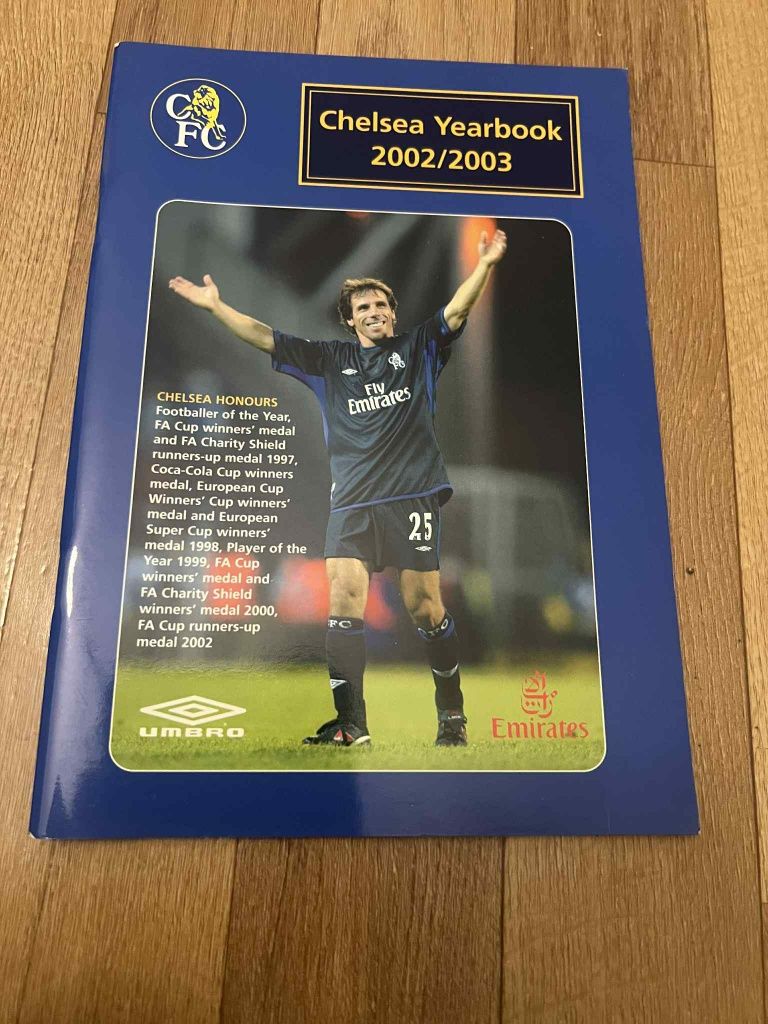 CFC
Chelsea Yearbook
2002/2003
CHELSEA HONOURS
Footballer of the Year,
FA Cup winners' medal
and FA Charity Shield
runners-up medal 1997,
Coca-Cola Cup winners
medal, European Cup
Winners' Cup winners'
medal and European
Super Cup winners'
medal 1998, Player of the
Year 1999, FA Cup
winners' medal and
FA Charity Shield
winners' medal 2000,
FA Cup runners-up
medal 2002
CFC
Fly
Emirates
25
FC
FC
UMBRO
Emirates